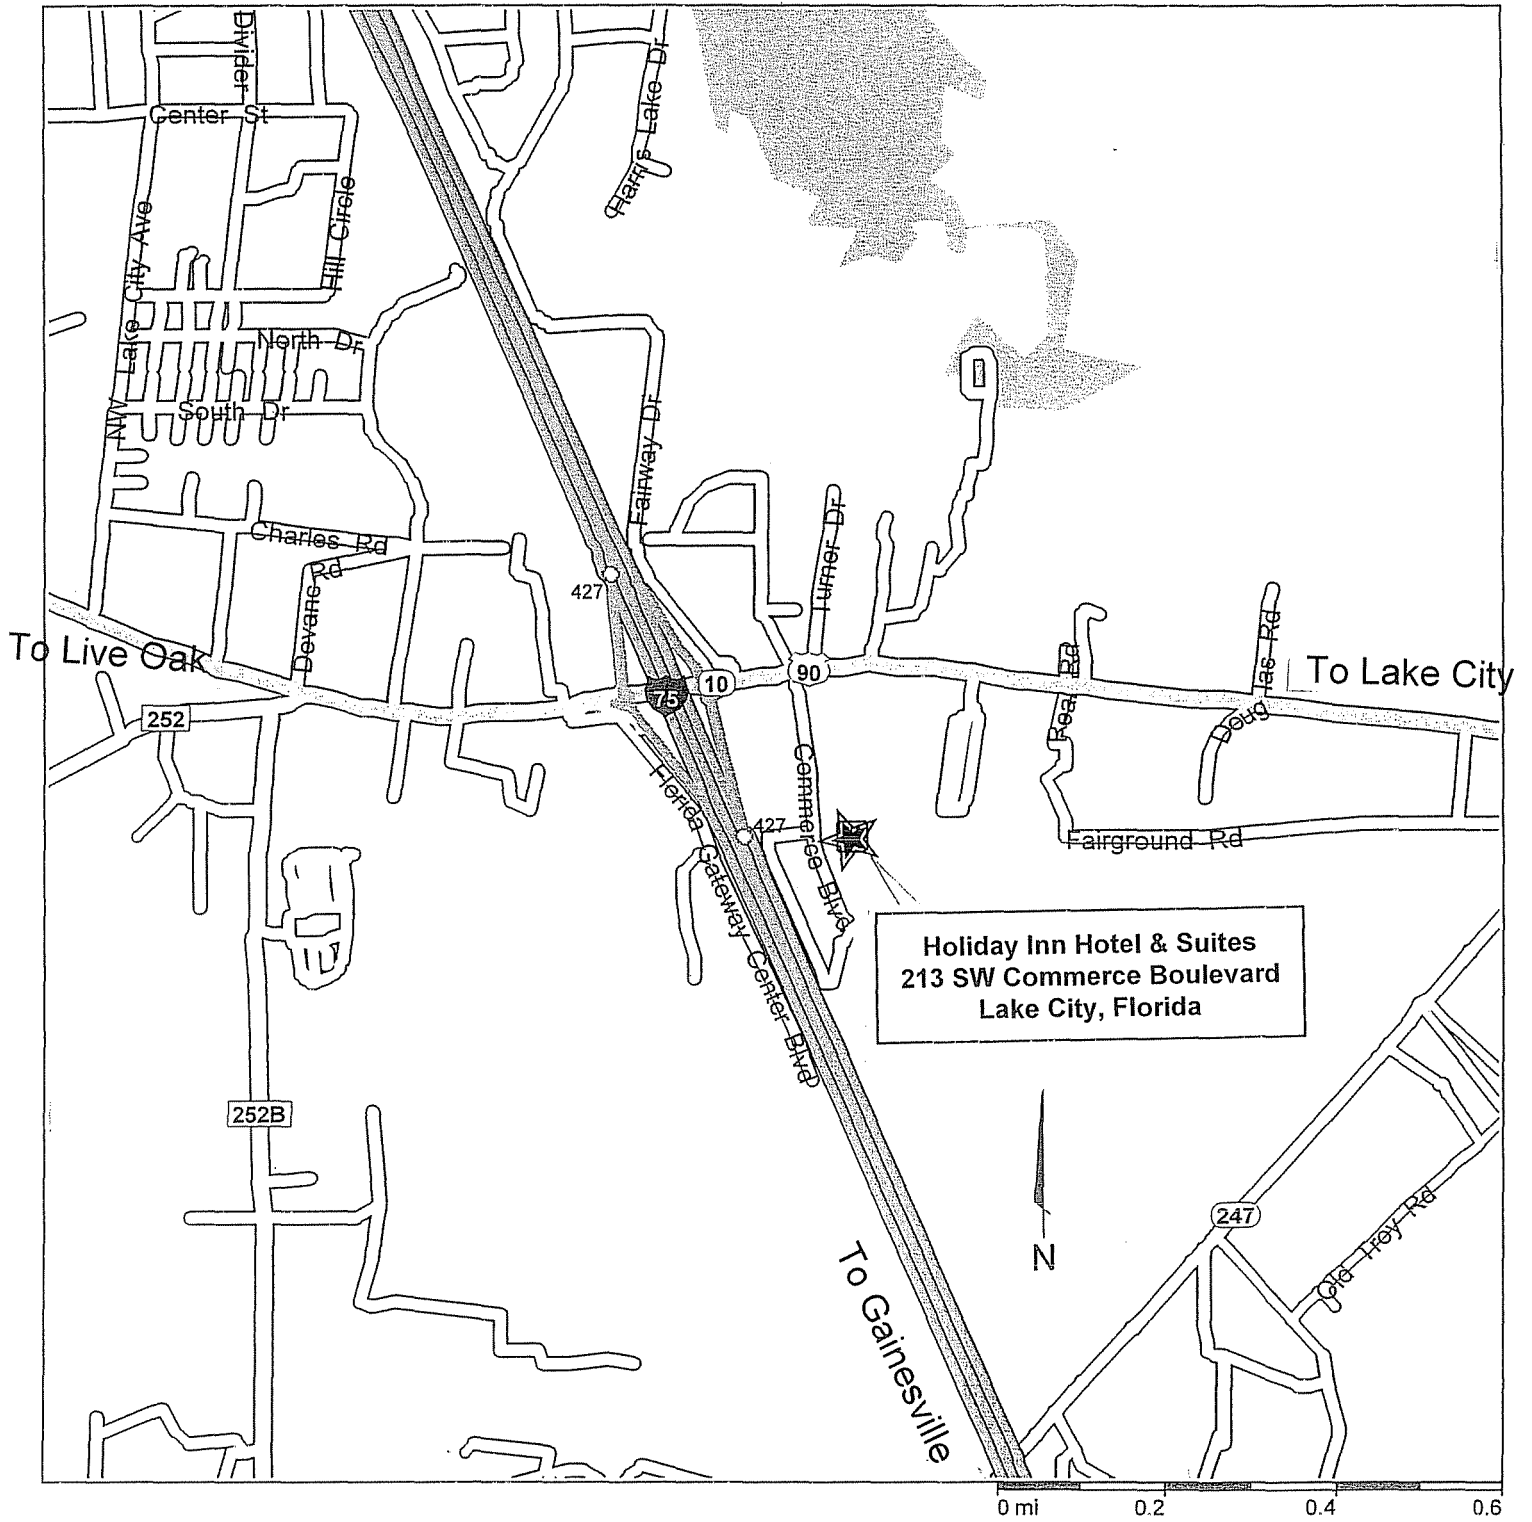 Divider
Center St
Harris Lake Dr
NW Lake City Ave
Hill Circle
North Dr
South Dr
Fairway Dr
Charles Rd
Turner Dr
Devane Rd
427
To Live Oak
75
10
90
Real Rd
Douglas Rd
To Lake City
252
Florida Gateway Center Blvd
Commerce Blvd
427
Fairground Rd
Holiday Inn Hotel & Suites
213 SW Commerce Boulevard
Lake City, Florida
252B
N
247
Old Troy Rd
To Gainesville
0 mi 0.2 0.4 0.6